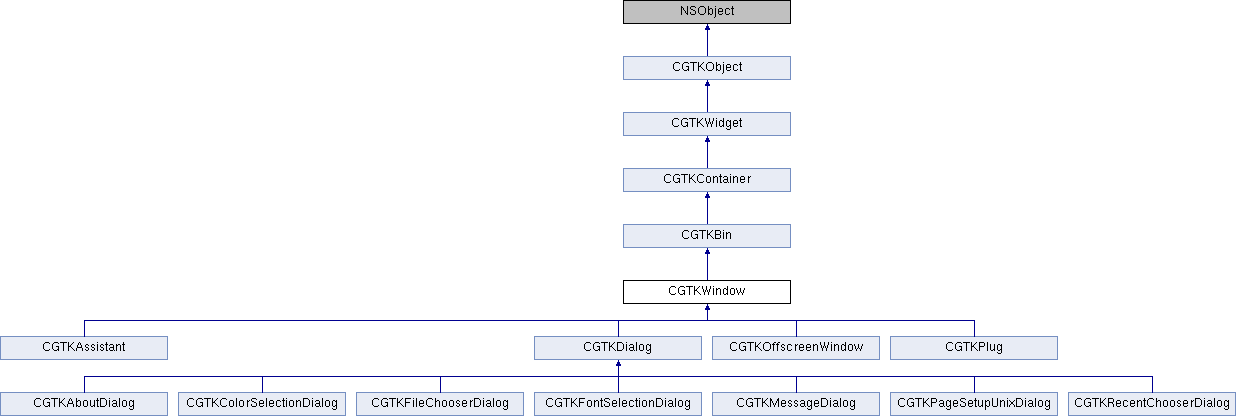 NSObject
CGTKObject
CGTKWidget
CGTKContainer
CGTKBin
CGTKWindow
CGTKAssistant
CGTKDialog
CGTKOffscreenWindow
CGTKPlug
CGTKAboutDialog
CGTKColorSelectionDialog
CGTKFileChooserDialog
CGTKFontSelectionDialog
CGTKMessageDialog
CGTKPageSetupUnixDialog
CGTKRecentChooserDialog